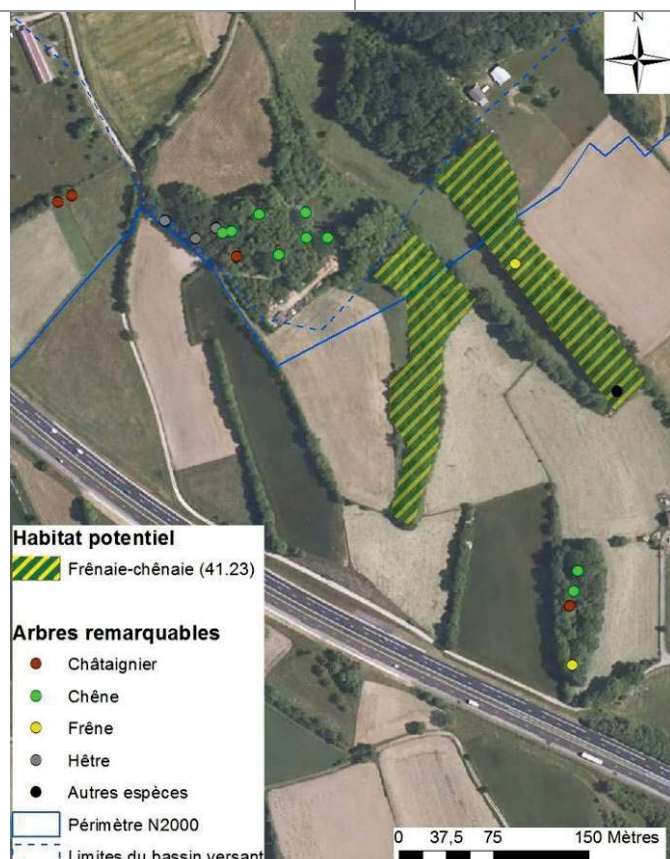 N
Habitat potentiel
Frênaie-chênaie (41.23)
Arbres remarquables
Châtaignier
Chêne
Frêne
Hêtre
Autres espèces
Périmètre N2000
Limites du bassin versant
0 37,5 75 150 Mètres